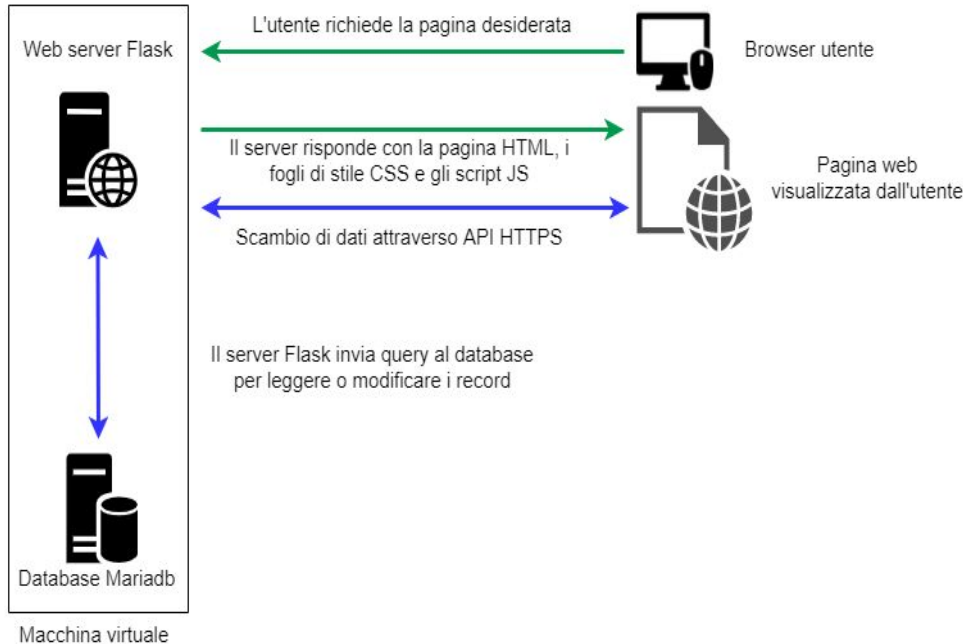 L'utente richiede la pagina desiderata
Web server Flask
Browser utente
Il server risponde con la pagina HTML, i
fogli di stile CSS e gli script JS
Pagina web
visualizzata dall'utente
Scambio di dati attraverso API HTTPS
Il server Flask invia query al database
per leggere o modificare i record
Database Mariadb
Macchina virtuale